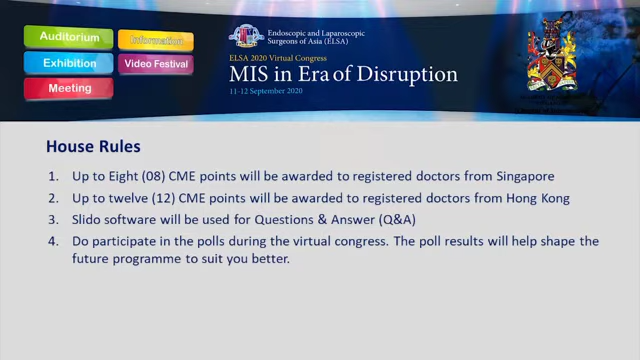 Auditorium
Information
Exhibition
Video Festival
Meeting
Endoscopic and Laparoscopic
Surgeons of Asia (ELSA)
ELSA 2020 Virtual Congress
MIS in Era of Disruption
11-12 September 2020
House Rules
1. Up to Eight (08) CME points will be awarded to registered doctors from Singapore
2. Up to twelve (12) CME points will be awarded to registered doctors from Hong Kong
3. Slido software will be used for Questions & Answer (Q&A)
4. Do participate in the polls during the virtual congress. The poll results will help shape the
future programme to suit you better.